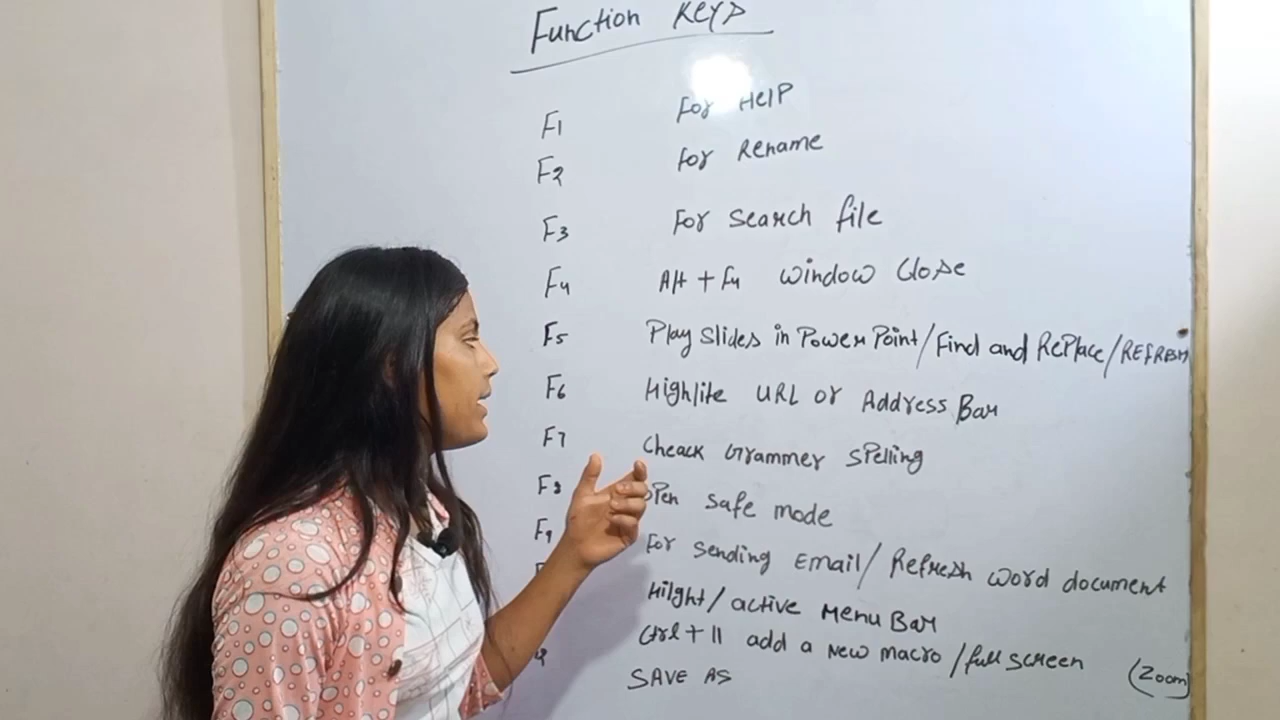 Function Keys
F1 For HelP
F2 For Rename
F3 For Search file
F4 Alt + F4 window Close
F5 Play Slides in PowerPoint/Find and RePlace/REFRESH
F6 Highlite URL or Address Bar
F7 Cheack Grammer Spelling
F8 oPen Safe mode
F9 For Sending Email/ Refresh word document
Hilght/active Menu Bar
Ctrl + 11 add a New macro/full screen (Zoom)
SAVE AS